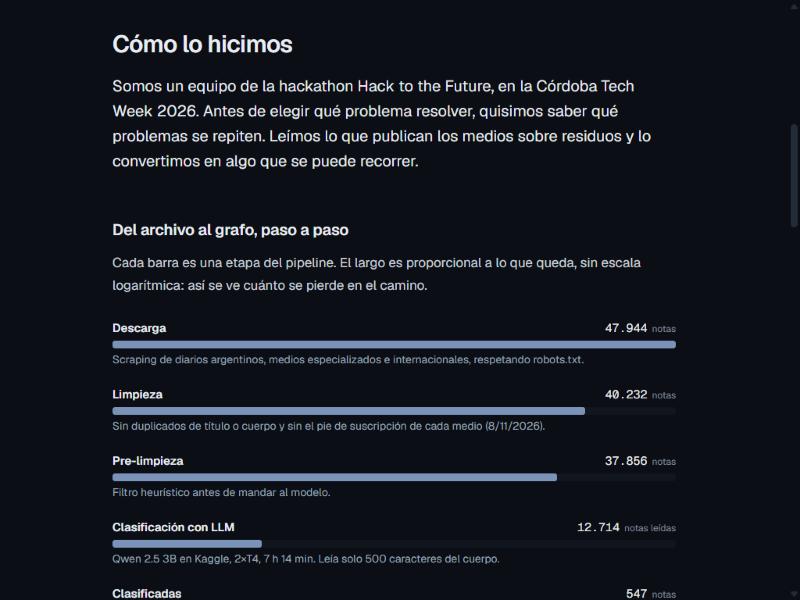 Cómo lo hicimos
Somos un equipo de la hackathon Hack to the Future, en la Córdoba Tech
Week 2026. Antes de elegir qué problema resolver, quisimos saber qué
problemas se repiten. Leímos lo que publican los medios sobre residuos y lo
convertimos en algo que se puede recorrer.
Del archivo al grafo, paso a paso
Cada barra es una etapa del pipeline. El largo es proporcional a lo que queda, sin escala
logarítmica: así se ve cuánto se pierde en el camino.
Descarga 47.944 notas
Scraping de diarios argentinos, medios especializados e internacionales, respetando robots.txt.
Limpieza 40.232 notas
Sin duplicados de título o cuerpo y sin el pie de suscripción de cada medio (8/11/2026).
Pre-limpieza 37.856 notas
Filtro heurístico antes de mandar al modelo.
Clasificación con LLM 12.714 notas leídas
Qwen 2.5 3B en Kaggle, 2×T4, 7 h 14 min. Leía solo 500 caracteres del cuerpo.
Clasificadas 547 notas